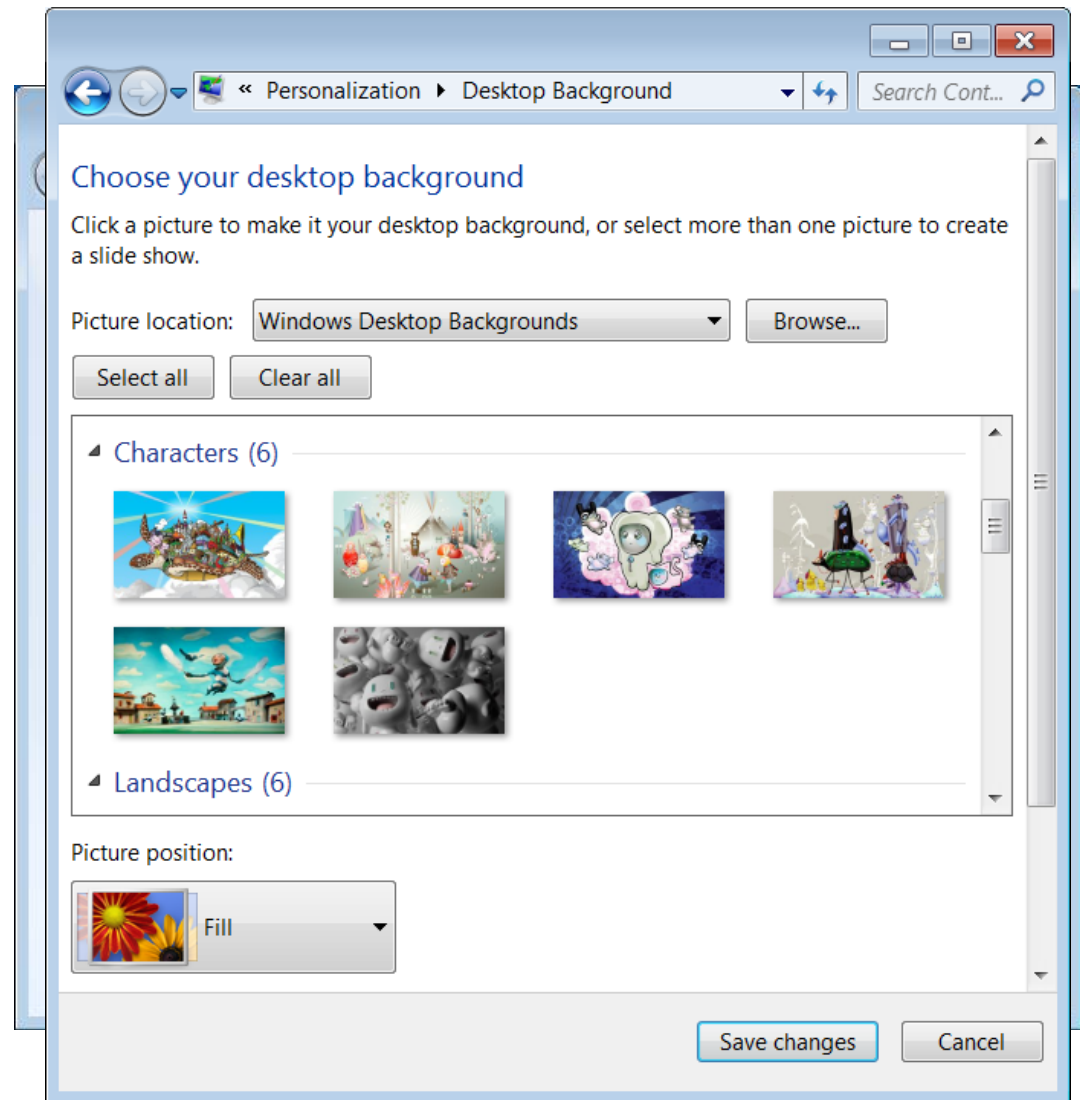 « Personalization ▸ Desktop Background
Search Cont...
Choose your desktop background
Click a picture to make it your desktop background, or select more than one picture to create
a slide show.
Picture location: Windows Desktop Backgrounds Browse...
Select all Clear all
Characters (6)
Landscapes (6)
Picture position:
Fill
Save changes Cancel